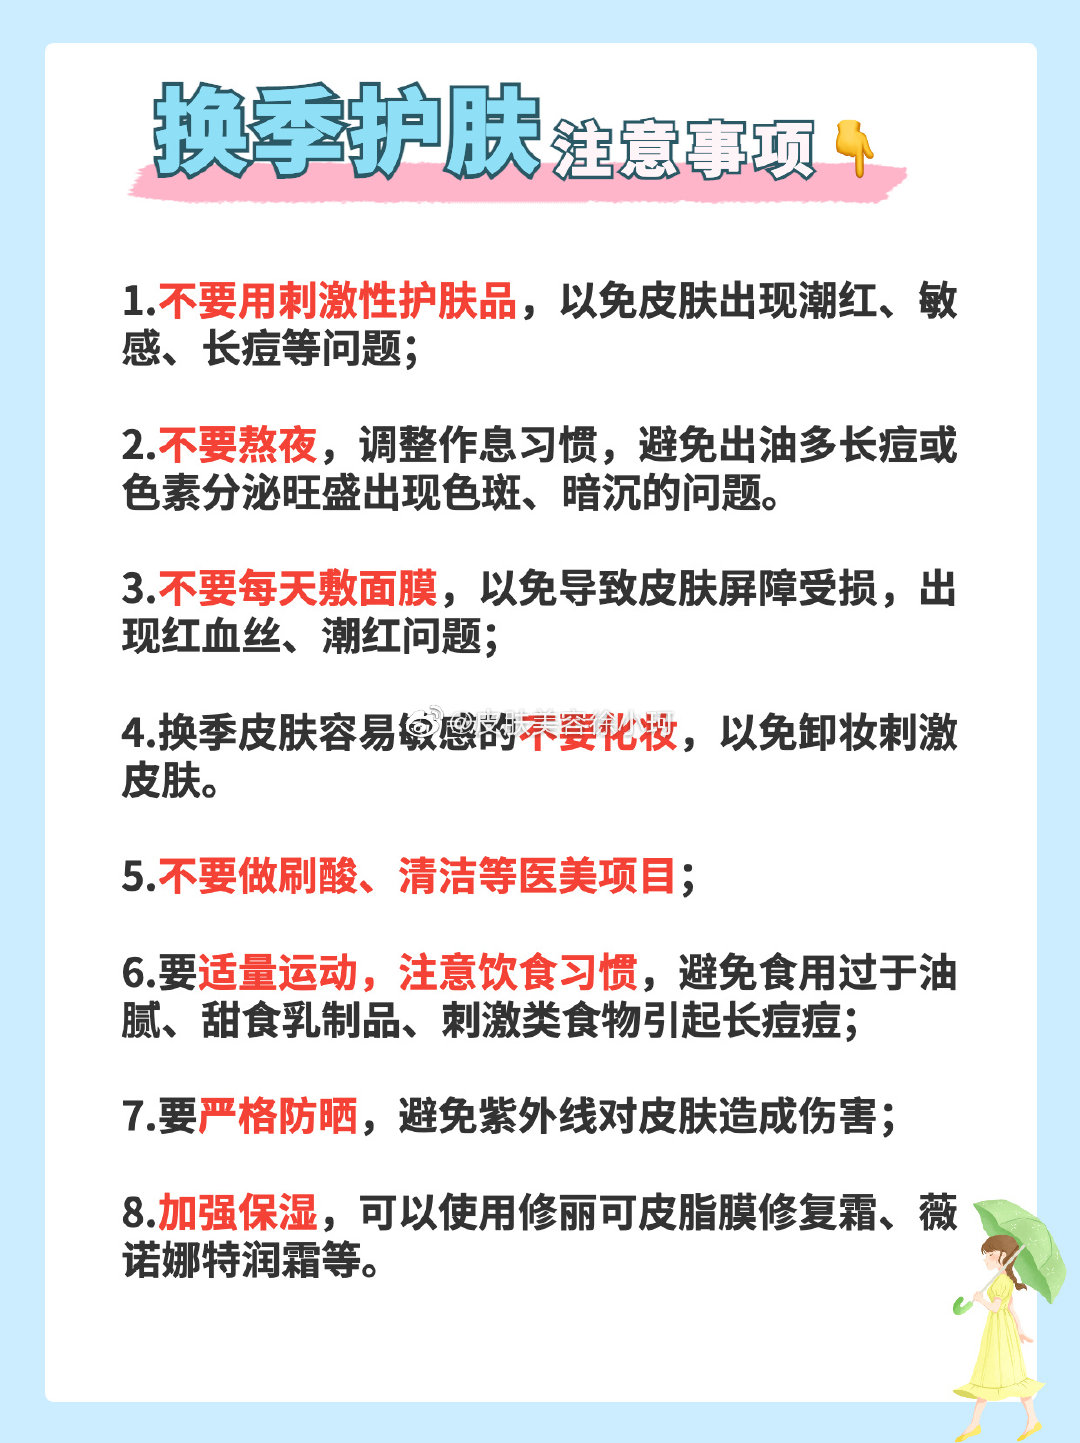 换季护肤 注意事项
1.不要用刺激性护肤品，以免皮肤出现潮红、敏
感、长痘等问题；
2.不要熬夜，调整作息习惯，避免出油多长痘或
色素分泌旺盛出现色斑、暗沉的问题。
3.不要每天敷面膜，以免导致皮肤屏障受损，出
现红血丝、潮红问题；
4.换季皮肤容易敏感的不要化妆，以免卸妆刺激
皮肤。
@皮肤美容徐小珂
5.不要做刷酸、清洁等医美项目；
6.要适量运动，注意饮食习惯，避免食用过于油
腻、甜食乳制品、刺激类食物引起长痘痘；
7.要严格防晒，避免紫外线对皮肤造成伤害；
8.加强保湿，可以使用修丽可皮脂膜修复霜、薇
诺娜特润霜等。